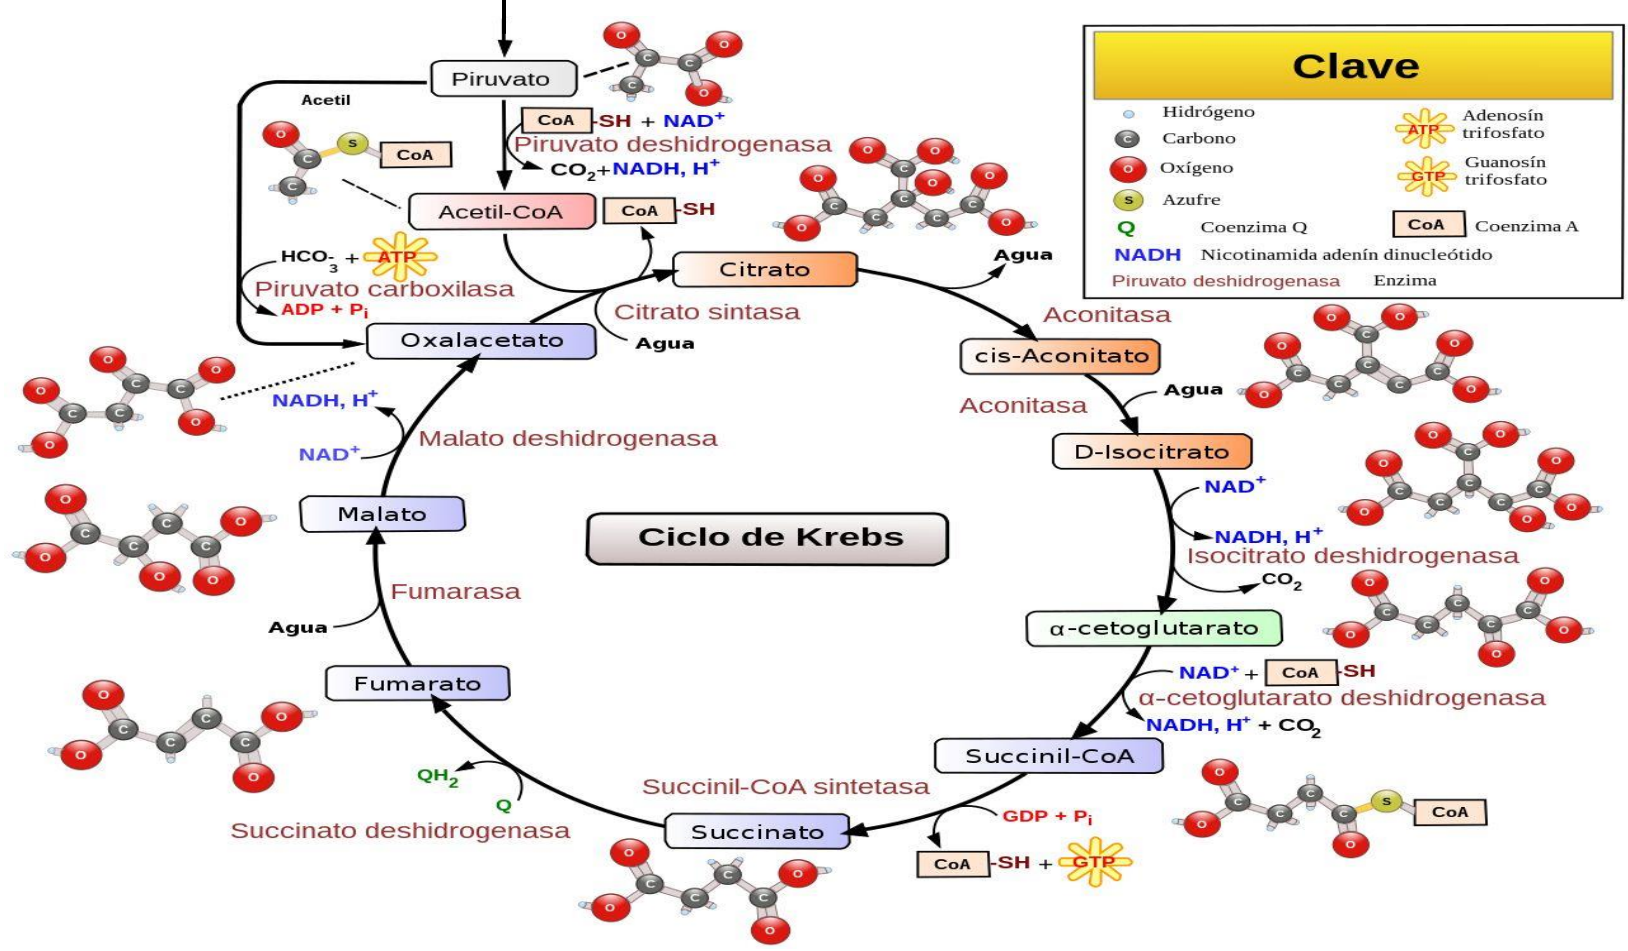 Piruvato
Acetil
CoA -SH + NAD+
Piruvato deshidrogenasa
CO2+NADH, H+
CoA
Acetil-CoA
CoA -SH
HCO-3 + ATP
Piruvato carboxilasa
ADP + Pi
Citrato
Agua
Citrato sintasa
Agua
Oxalacetato
Aconitasa
cis-Aconitato
Agua
Aconitasa
D-Isocitrato
NAD+
NADH, H+
Isocitrato deshidrogenasa
CO2
α-cetoglutarato
NAD+ + CoA -SH
α-cetoglutarato deshidrogenasa
NADH, H+ + CO2
Succinil-CoA
S CoA
Succinil-CoA sintetasa
GDP + Pi
CoA -SH + GTP
Succinato
QH2
Q
Succinato deshidrogenasa
Fumarato
Agua
Fumarasa
Malato
NADH, H+
NAD+
Malato deshidrogenasa
Ciclo de Krebs
Clave
Hidrógeno
C Carbono
O Oxígeno
S Azufre
Q Coenzima Q
NADH Nicotinamida adenín dinucleótido
Piruvato deshidrogenasa Enzima
ATP Adenosín
trifosfato
GTP Guanosín
trifosfato
CoA Coenzima A